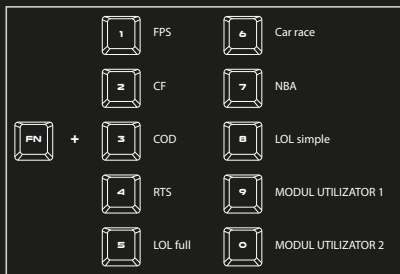 1 FPS 6 Car race
2 CF 7 NBA
FN + 3 COD 8 LOL simple
4 RTS 9 MODUL UTILIZATOR 1
5 LOL full 0 MODUL UTILIZATOR 2